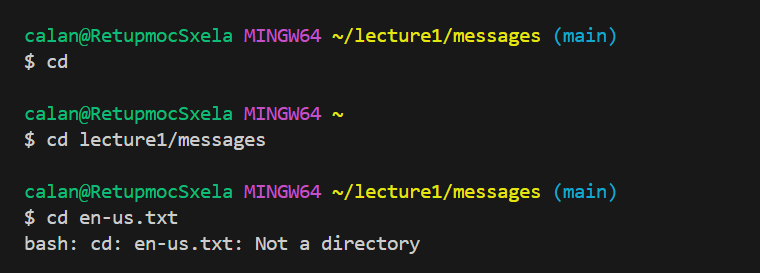 calan@RetupmocSxela MINGW64 ~/lecture1/messages (main)
$ cd
calan@RetupmocSxela MINGW64 ~
$ cd lecture1/messages
calan@RetupmocSxela MINGW64 ~/lecture1/messages (main)
$ cd en-us.txt
bash: cd: en-us.txt: Not a directory